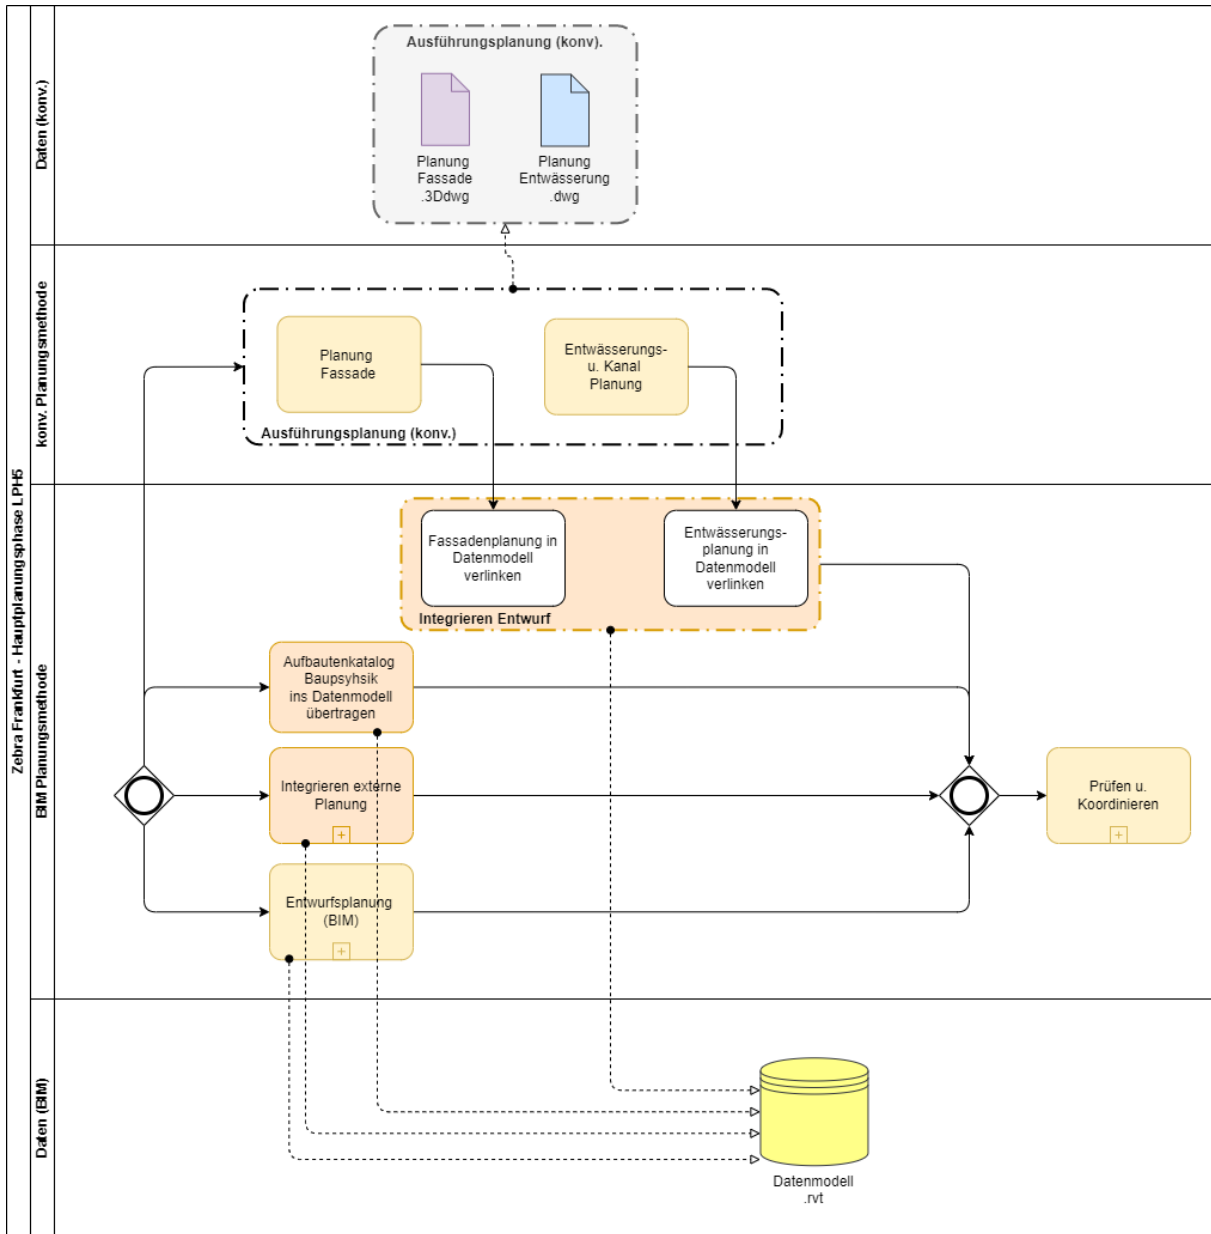 Zebra Frankfurt - Hauptplanungsphase LPH5
Daten (konv.)
Ausführungsplanung (konv).
Planung
Fassade
.3Ddwg
Planung
Entwässerung
.dwg
konv. Planungsmethode
Planung
Fassade
Entwässerungs-
u. Kanal
Planung
Ausführungsplanung (konv.)
BIM Planungsmethode
Fassadenplanung in
Datenmodell
verlinken
Entwässerungs-
planung in
Datenmodell
verlinken
Integrieren Entwurf
Aufbautenkatalog
Baupsyhsik
ins Datenmodell
übertragen
Integrieren externe
Planung
Prüfen u.
Koordinieren
Entwurfsplanung
(BIM)
Daten (BIM)
Datenmodell
.rvt